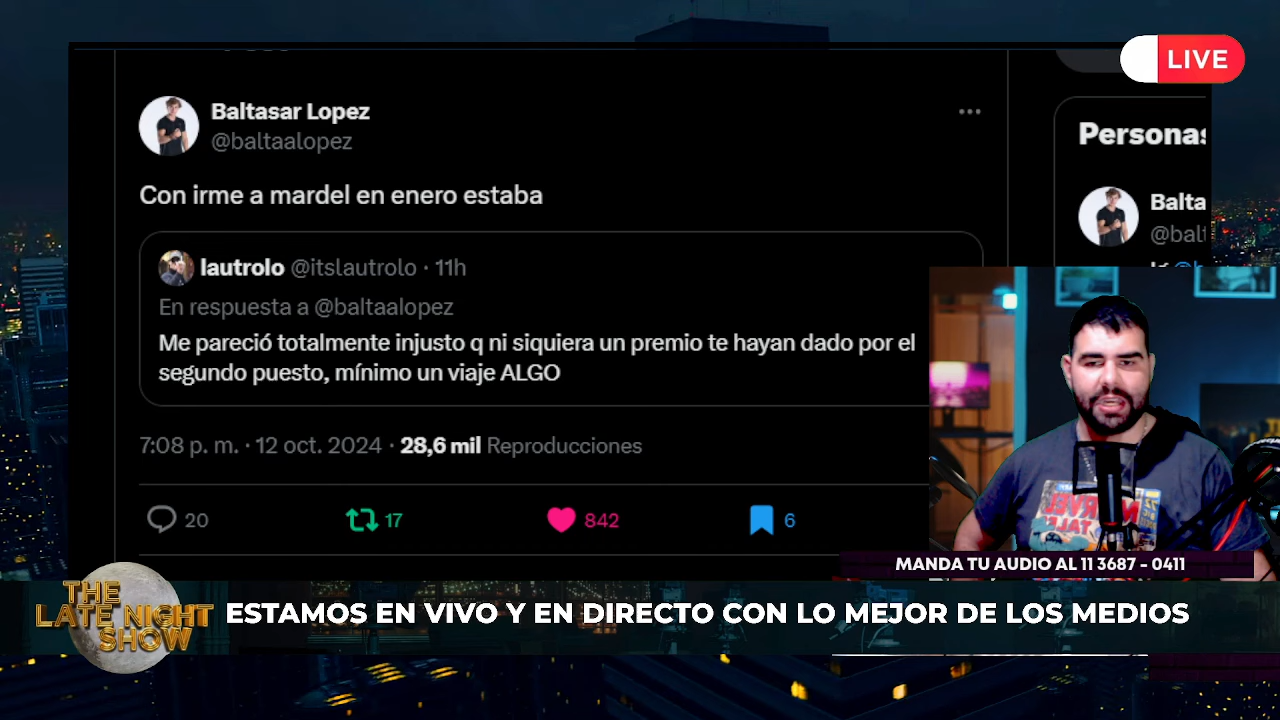 LIVE
Baltasar Lopez
@baltaalopez
Con irme a mardel en enero estaba
lautrolo @itslautrolo · 11h
En respuesta a @baltaalopez
Me pareció totalmente injusto q ni siquiera un premio te hayan dado por el
segundo puesto, mínimo un viaje ALGO
7:08 p. m. · 12 oct. 2024 · 28,6 mil Reproducciones
20 17 842 6
Personas
Balta
@balt
MARVEL
MANDA TU AUDIO AL 11 3687 - 0411
THE
LATE NIGHT
SHOW
ESTAMOS EN VIVO Y EN DIRECTO CON LO MEJOR DE LOS MEDIOS